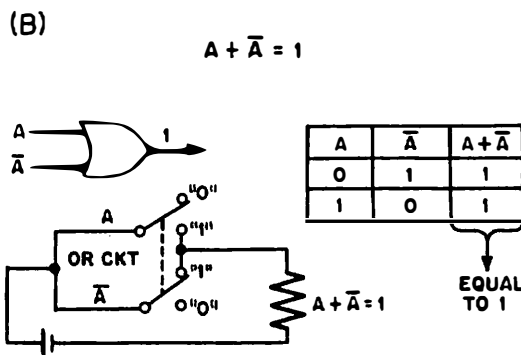 (B)
A + Ā = 1
A
Ā
1
A Ā A+Ā
0 1 1
1 0 1
"0"
A
"1"
OR CKT
"1"
Ā
"0"
A + Ā = 1
EQUAL
TO 1